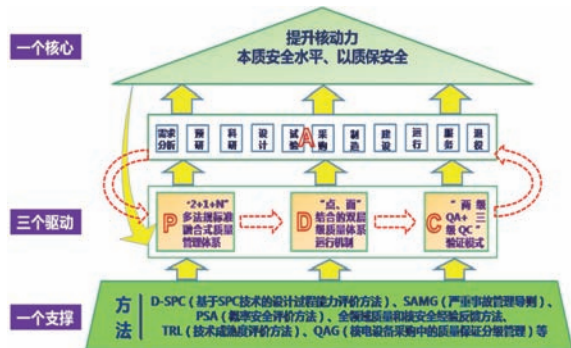 一个核心
提升核动力
本质安全水平、以质保安全
需求分析
预研
科研
设计
试验
A
采购
制造
建设
运行
服务
退役
三个驱动
P
“2+1+N”
多法规标准
融合式质量
管理体系
D
“点、面”
结合的双层
级质量体系
运行机制
C
“两级
QA+三
级QC”
验证模式
一个支撑
方法
D-SPC（基于SPC技术的设计过程能力评价方法）、SAMG（严重事故管理导则）、
PSA（概率安全评价方法）、全领域质量和核安全经验反馈方法、
TRL（技术成熟度评价方法）、QAG（核电设备采购中的质量保证分级管理）等